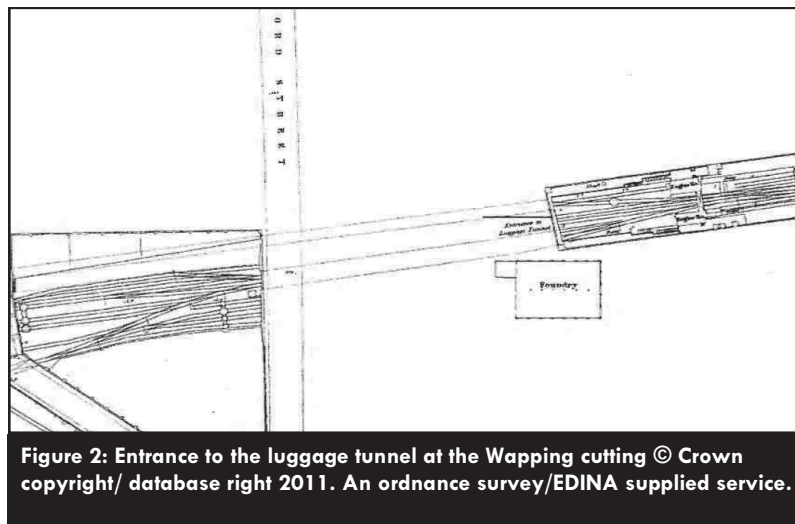 ORD STREET
Entrance to
Luggage Tunnel
Foundry
Figure 2: Entrance to the luggage tunnel at the Wapping cutting © Crown
copyright/ database right 2011. An ordnance survey/EDINA supplied service.